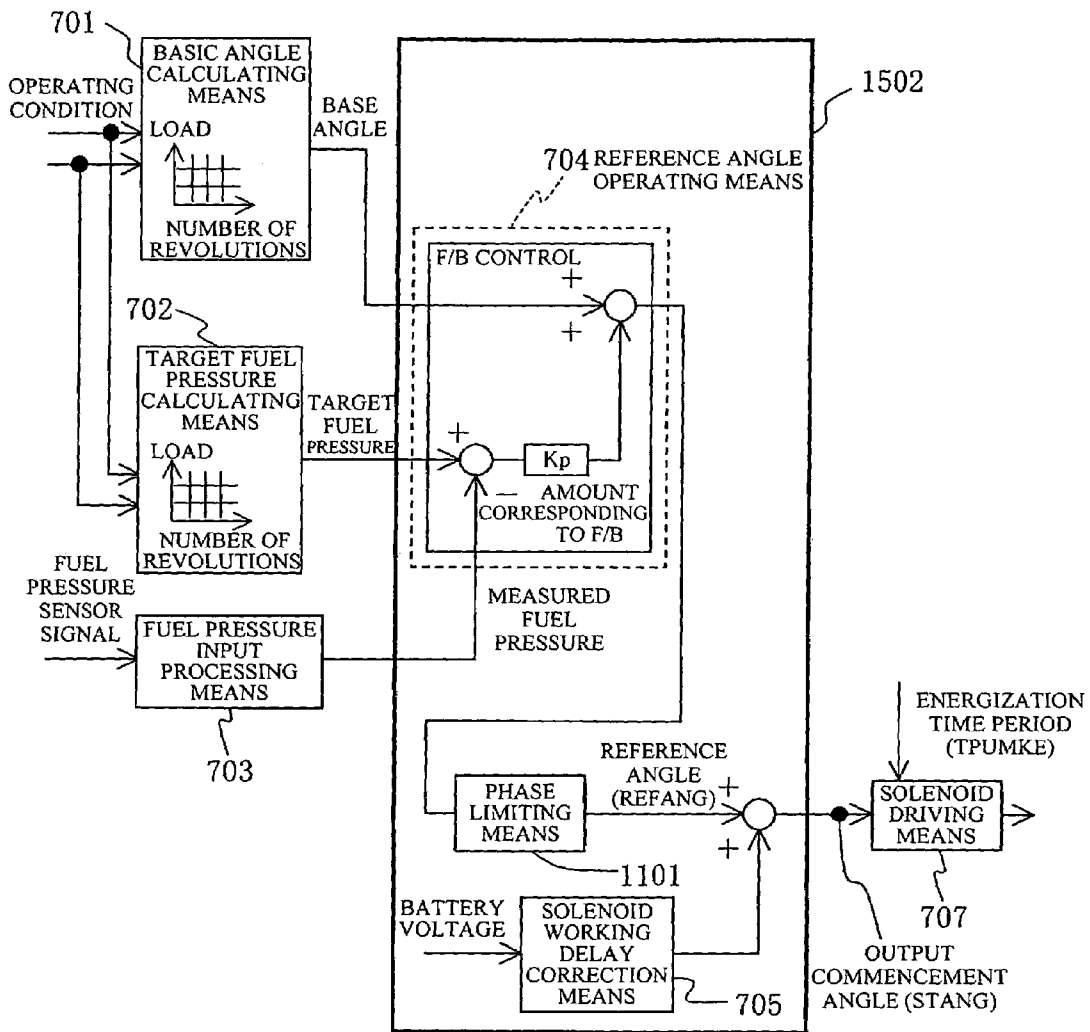 701
BASIC ANGLE
CALCULATING
MEANS
OPERATING
CONDITION
LOAD
NUMBER OF
REVOLUTIONS
BASE
ANGLE
1502
704 REFERENCE ANGLE
OPERATING MEANS
F/B CONTROL
+
+
702
TARGET FUEL
PRESSURE
CALCULATING
MEANS
LOAD
NUMBER OF
REVOLUTIONS
TARGET
FUEL
PRESSURE
+
Kp
− AMOUNT
CORRESPONDING
TO F/B
FUEL
PRESSURE
SENSOR
SIGNAL
FUEL PRESSURE
INPUT
PROCESSING
MEANS
703
MEASURED
FUEL
PRESSURE
ENERGIZATION
TIME PERIOD
(TPUMKE)
PHASE
LIMITING
MEANS
1101
REFERENCE
ANGLE
(REFANG)
+
+
SOLENOID
DRIVING
MEANS
707
BATTERY
VOLTAGE
SOLENOID
WORKING
DELAY
CORRECTION
MEANS
705
OUTPUT
COMMENCEMENT
ANGLE (STANG)